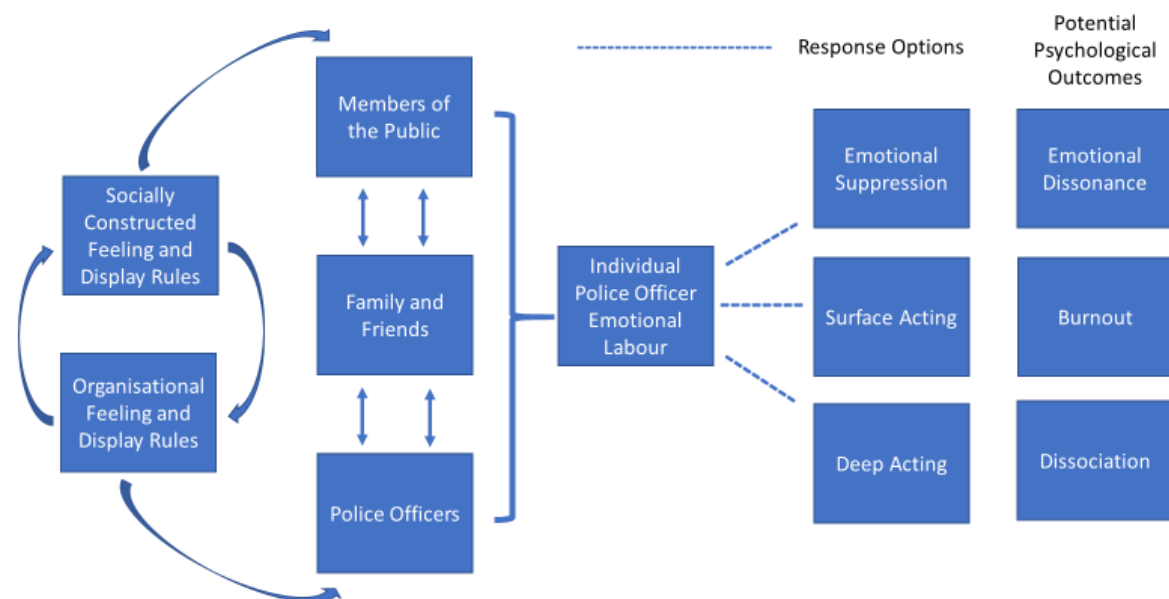 Socially
Constructed
Feeling and
Display Rules
Organisational
Feeling and
Display Rules
Members of
the Public
Family and
Friends
Police Officers
Individual
Police Officer
Emotional
Labour
Response Options
Emotional
Suppression
Surface Acting
Deep Acting
Potential
Psychological
Outcomes
Emotional
Dissonance
Burnout
Dissociation